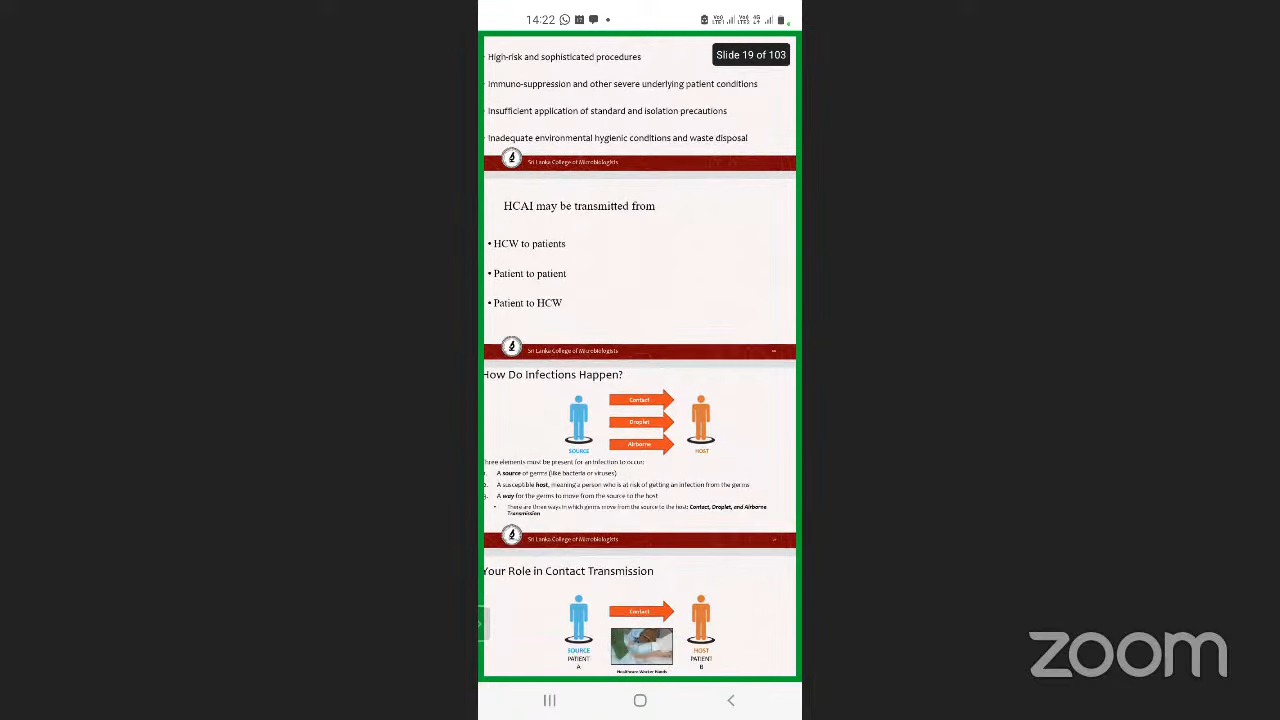 14:22
Slide 19 of 103
High-risk and sophisticated procedures
Immuno-suppression and other severe underlying patient conditions
Insufficient application of standard and isolation precautions
Inadequate environmental hygienic conditions and waste disposal
Sri Lanka College of Microbiologists
HCAI may be transmitted from
• HCW to patients
• Patient to patient
• Patient to HCW
Sri Lanka College of Microbiologists
How Do Infections Happen?
Contact
Droplet
Airborne
SOURCE
HOST
Three elements must be present for an infection to occur:
A source of germs (like bacteria or viruses)
A susceptible host, meaning a person who is at risk of getting an infection from the germs
A way for the germs to move from the source to the host
• There are three ways in which germs move from the source to the host: Contact, Droplet, and Airborne
Transmission
Sri Lanka College of Microbiologists
Your Role in Contact Transmission
Contact
SOURCE
PATIENT
A
HOST
PATIENT
B
Healthcare Worker Hands
zoom